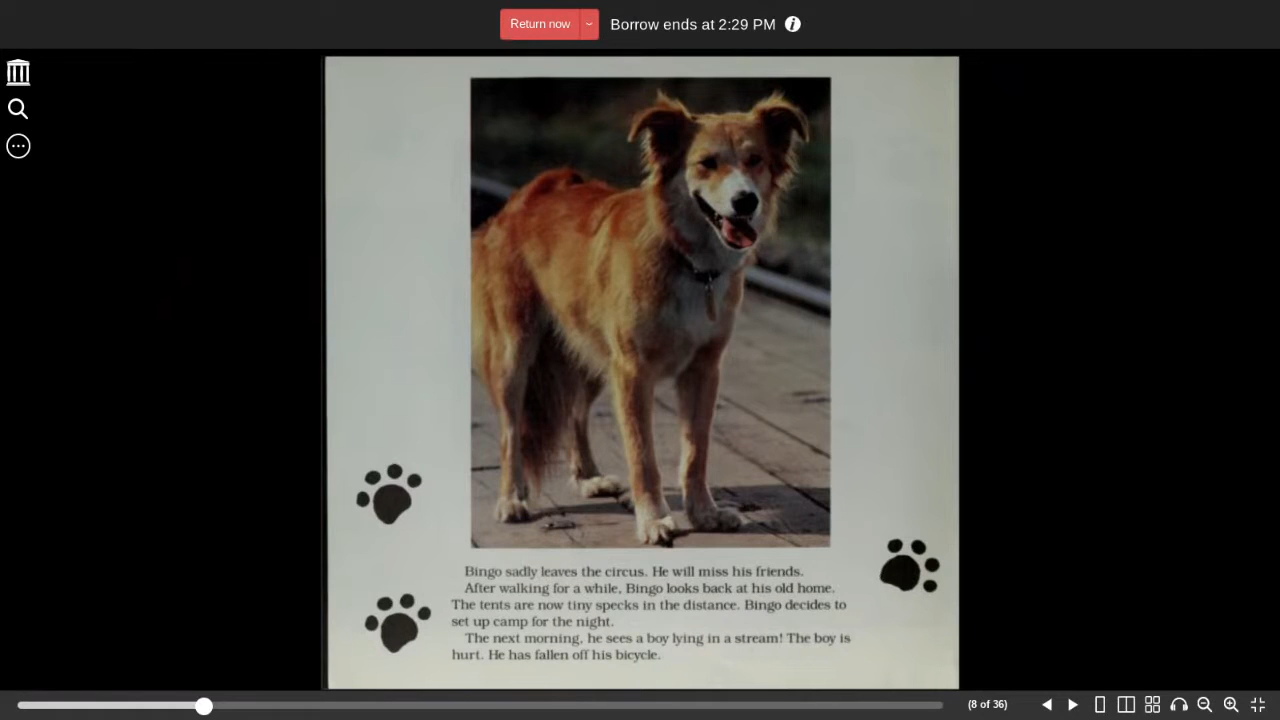 Return now
Borrow ends at 2:29 PM
Bingo sadly leaves the circus. He will miss his friends.
After walking for a while, Bingo looks back at his old home.
The tents are now tiny specks in the distance. Bingo decides to
set up camp for the night.
The next morning, he sees a boy lying in a stream! The boy is
hurt. He has fallen off his bicycle.
(8 of 36)